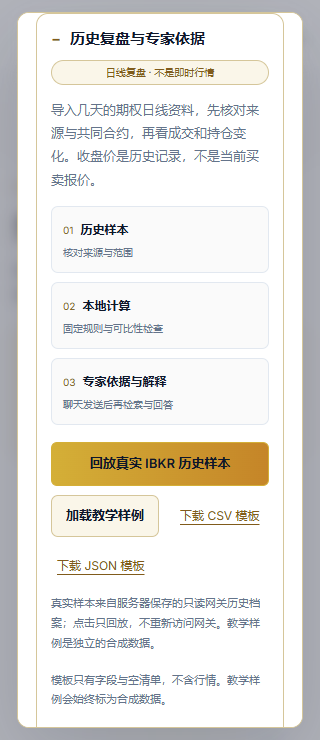 – 历史复盘与专家依据
日线复盘 · 不是即时行情
导入几天的期权日线资料，先核对来
源与共同合约，再看成交和持仓变
化。收盘价是历史记录，不是当前买
卖报价。
01 历史样本
核对来源与范围
02 本地计算
固定规则与可比性检查
03 专家依据与解释
聊天发送后再检索与回答
回放真实 IBKR 历史样本
加载教学样例 下载 CSV 模板
下载 JSON 模板
真实样本来自服务器保存的只读网关历史档
案；点击只回放，不重新访问网关。教学样
例是独立的合成数据。
模板只有字段与空清单，不含行情。教学样
例会始终标为合成数据。